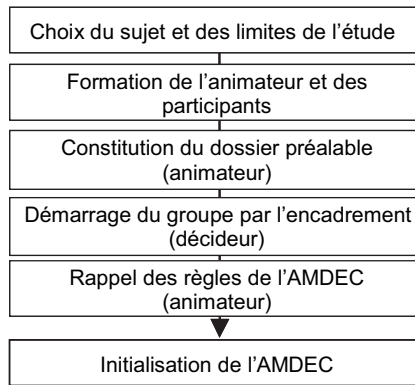 Choix du sujet et des limites de l’étude
Formation de l’animateur et des
participants
Constitution du dossier préalable
(animateur)
Démarrage du groupe par l’encadrement
(décideur)
Rappel des règles de l’AMDEC
(animateur)
Initialisation de l’AMDEC